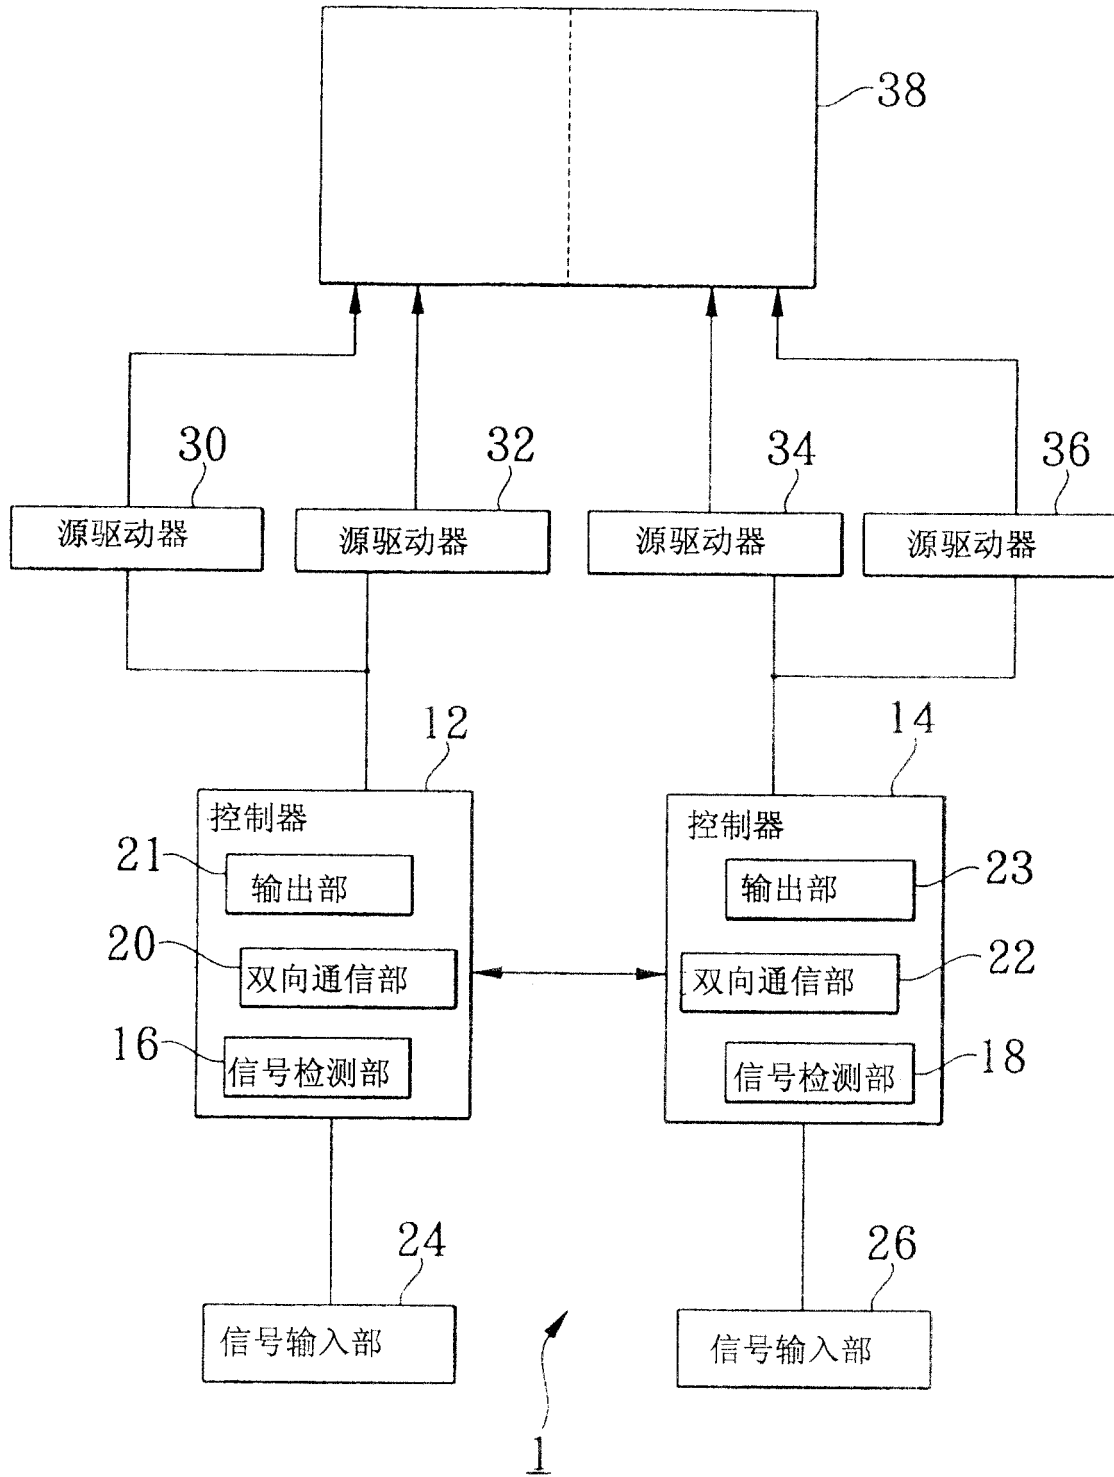 38
30
32
34
36
源驱动器
源驱动器
源驱动器
源驱动器
12
14
控制器
控制器
21
输出部
输出部
23
20
双向通信部
双向通信部
22
16
信号检测部
信号检测部
18
24
26
信号输入部
信号输入部
1